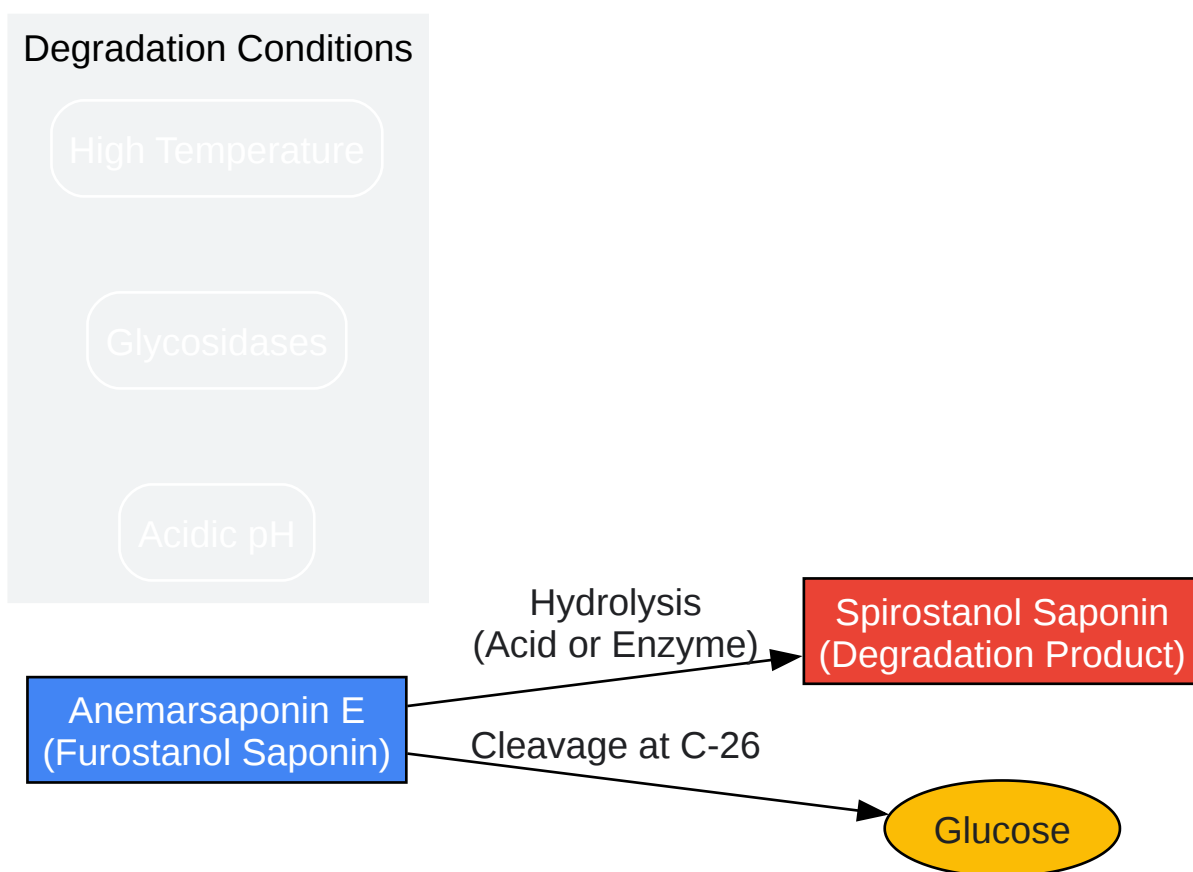 Degradation Conditions
High Temperature
Glycosidases
Acidic pH
Hydrolysis
(Acid or Enzyme)
Spirostanol Saponin
(Degradation Product)
Anemarsaponin E
(Furostanol Saponin)
Cleavage at C-26
Glucose